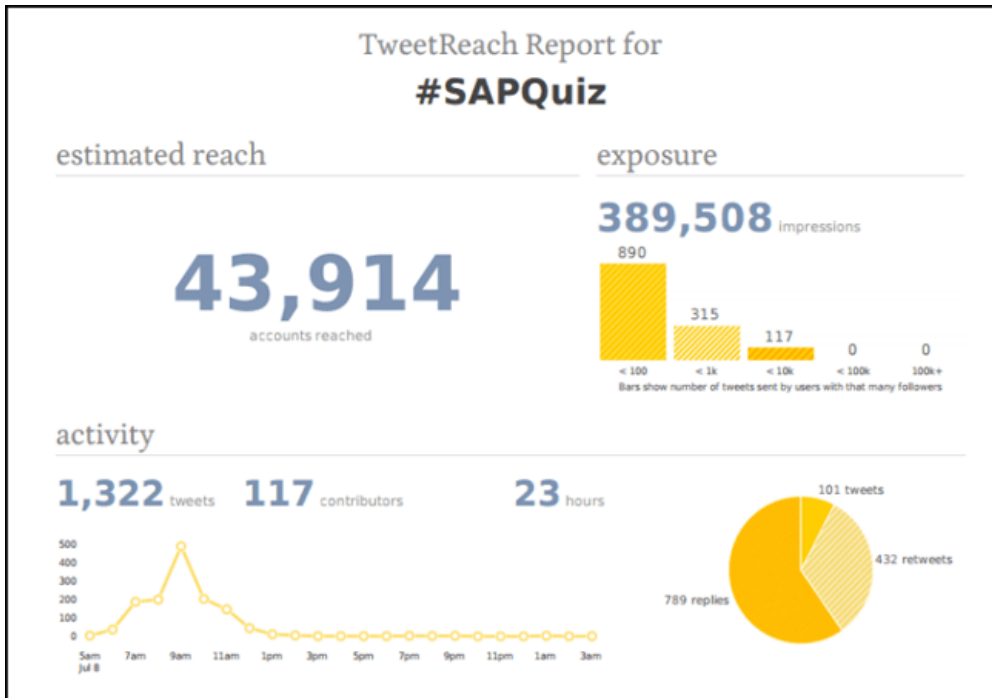 TweetReach Report for
#SAPQuiz
estimated reach
43,914
accounts reached
exposure
389,508 impressions
890
315
117
0
0
< 100
< 1k
< 10k
< 100k
100k+
Bars show number of tweets sent by users with that many followers
activity
1,322 tweets
117 contributors
23 hours
500
400
300
200
100
0
5am
Jul 8
7am
9am
11am
1pm
3pm
5pm
7pm
9pm
11pm
1am
3am
101 tweets
432 retweets
789 replies